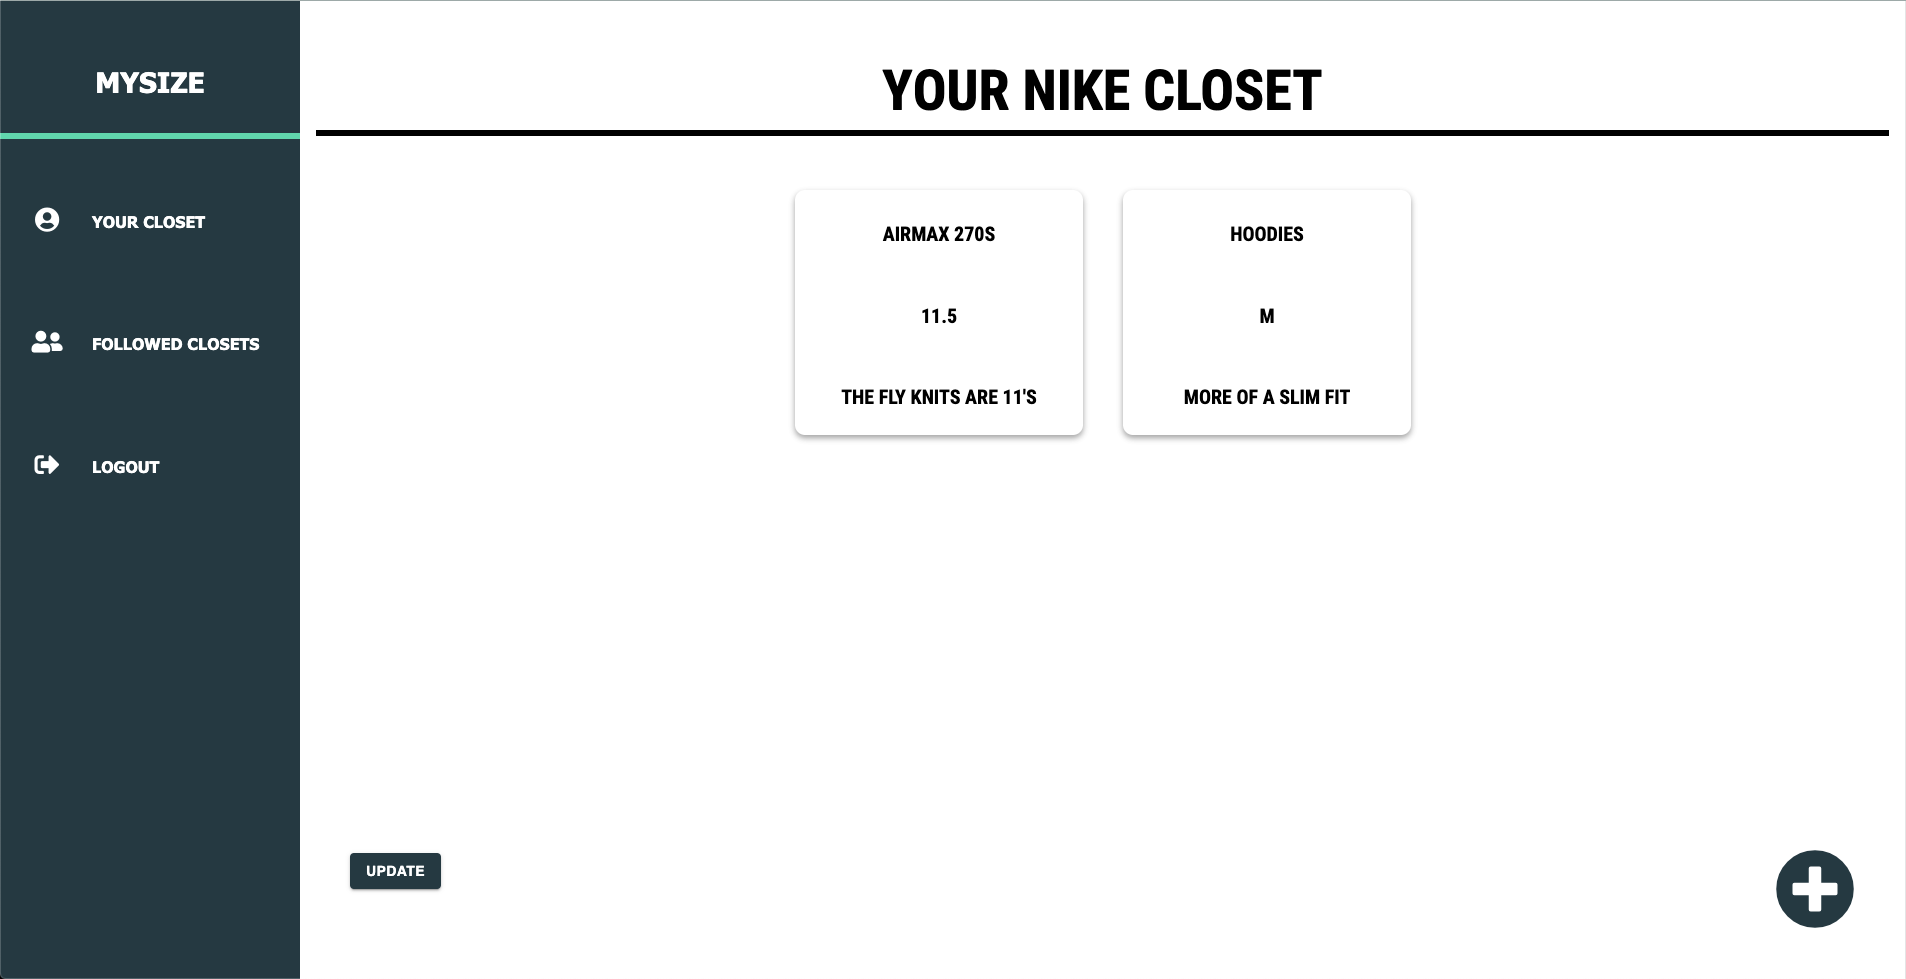 MYSIZE
YOUR CLOSET
FOLLOWED CLOSETS
LOGOUT
YOUR NIKE CLOSET
AIRMAX 270S
11.5
THE FLY KNITS ARE 11'S
HOODIES
M
MORE OF A SLIM FIT
UPDATE